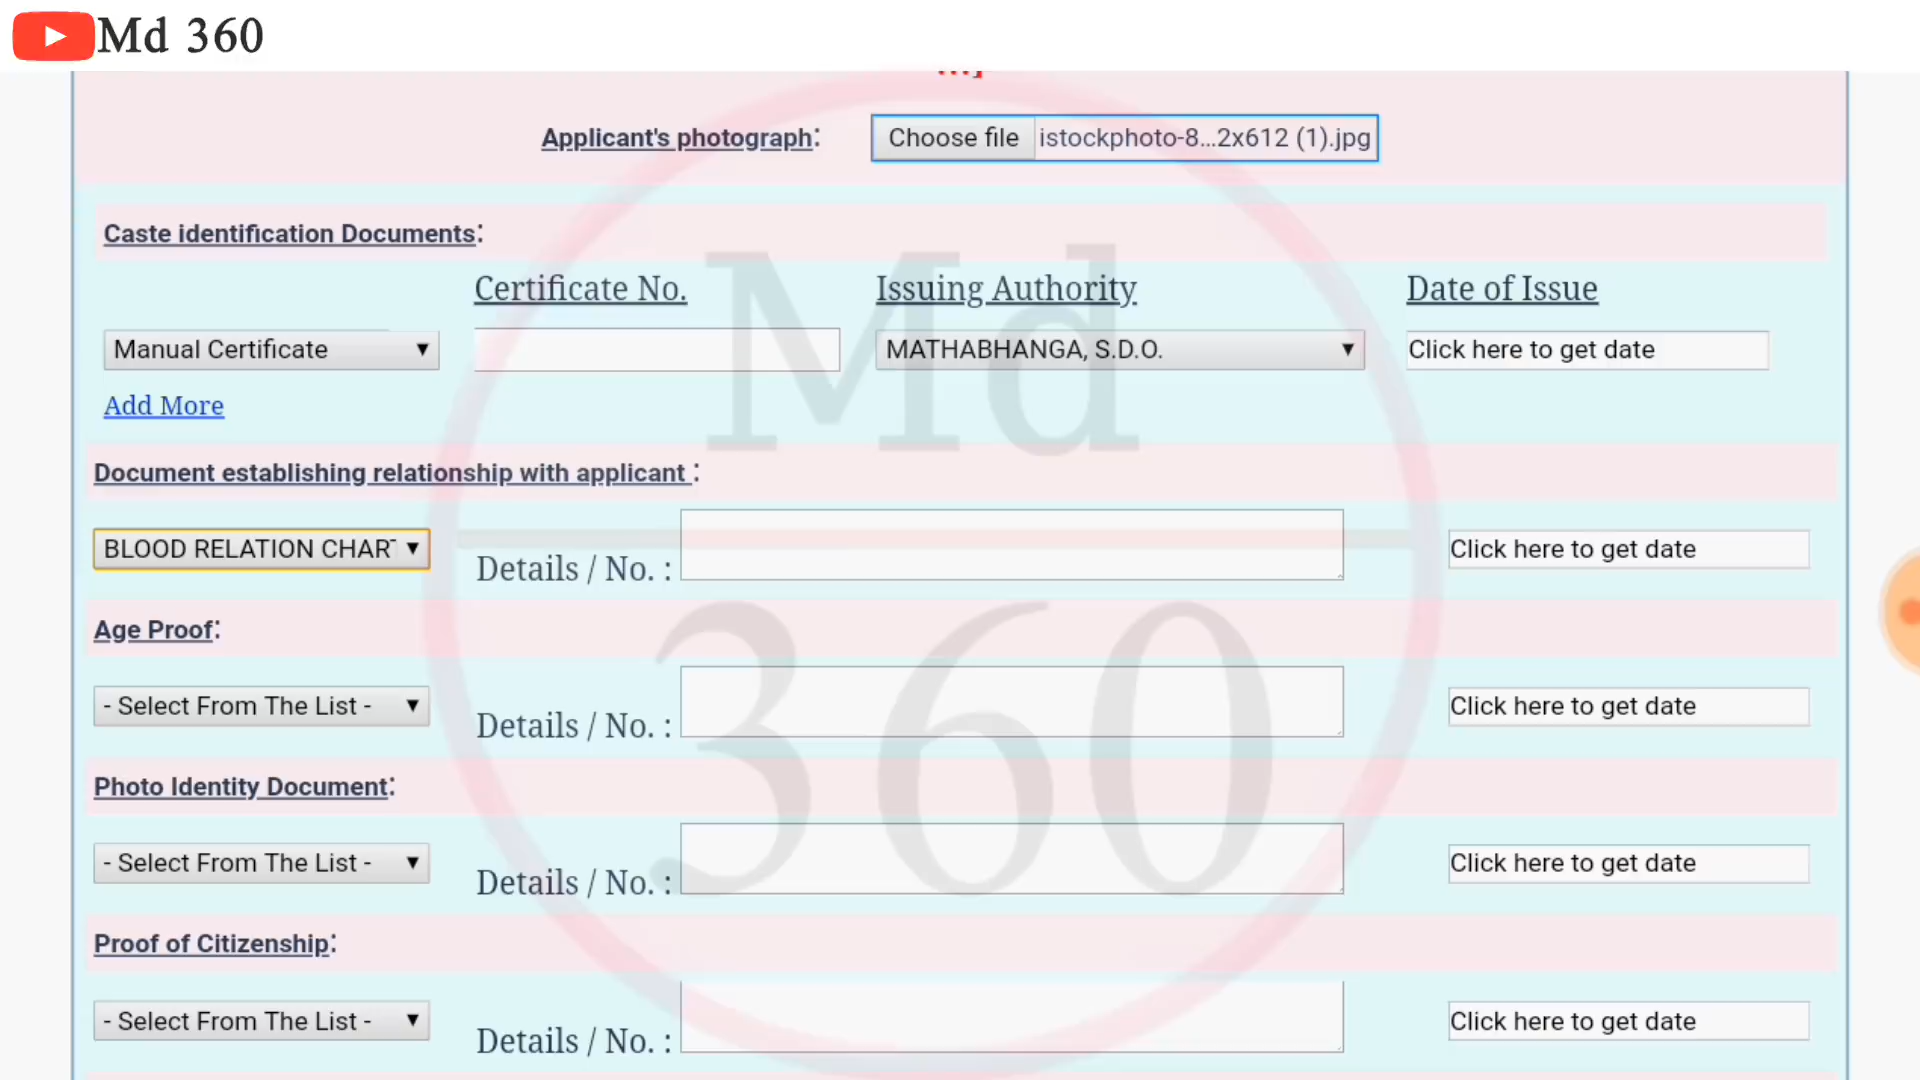 Md 360
Applicant's photograph:
Choose file istockphoto-8...2x612 (1).jpg
Caste identification Documents:
Certificate No. Issuing Authority Date of Issue
Manual Certificate MATHABHANGA, S.D.O. Click here to get date
Add More
Document establishing relationship with applicant :
BLOOD RELATION CHART Details / No. : Click here to get date
Age Proof:
- Select From The List - Details / No. : Click here to get date
Photo Identity Document:
- Select From The List - Details / No. : Click here to get date
Proof of Citizenship:
- Select From The List - Details / No. : Click here to get date
Md
360